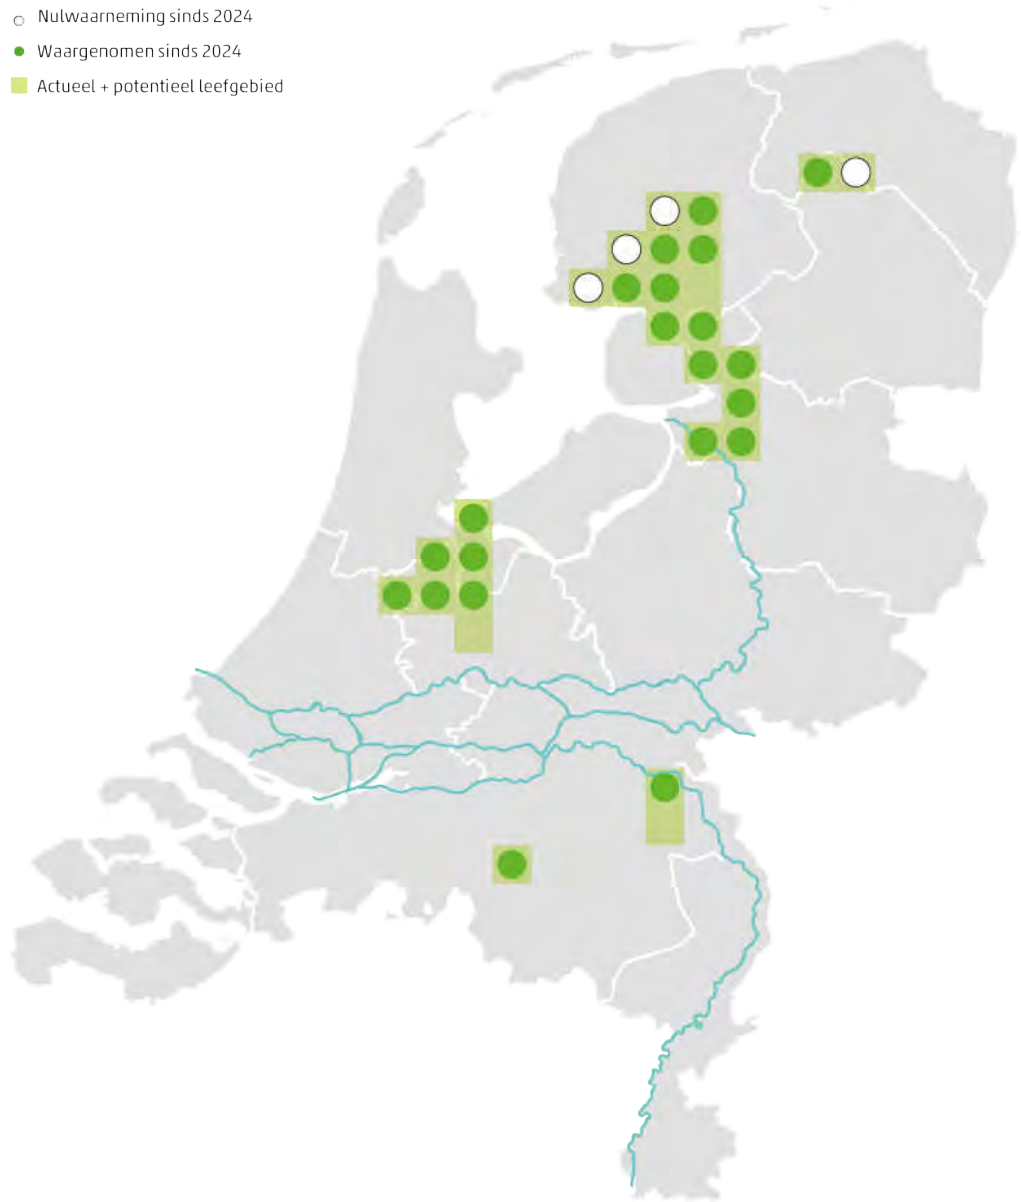 Nulwaarneming sinds 2024
Waargenomen sinds 2024
Actueel + potentieel leefgebied